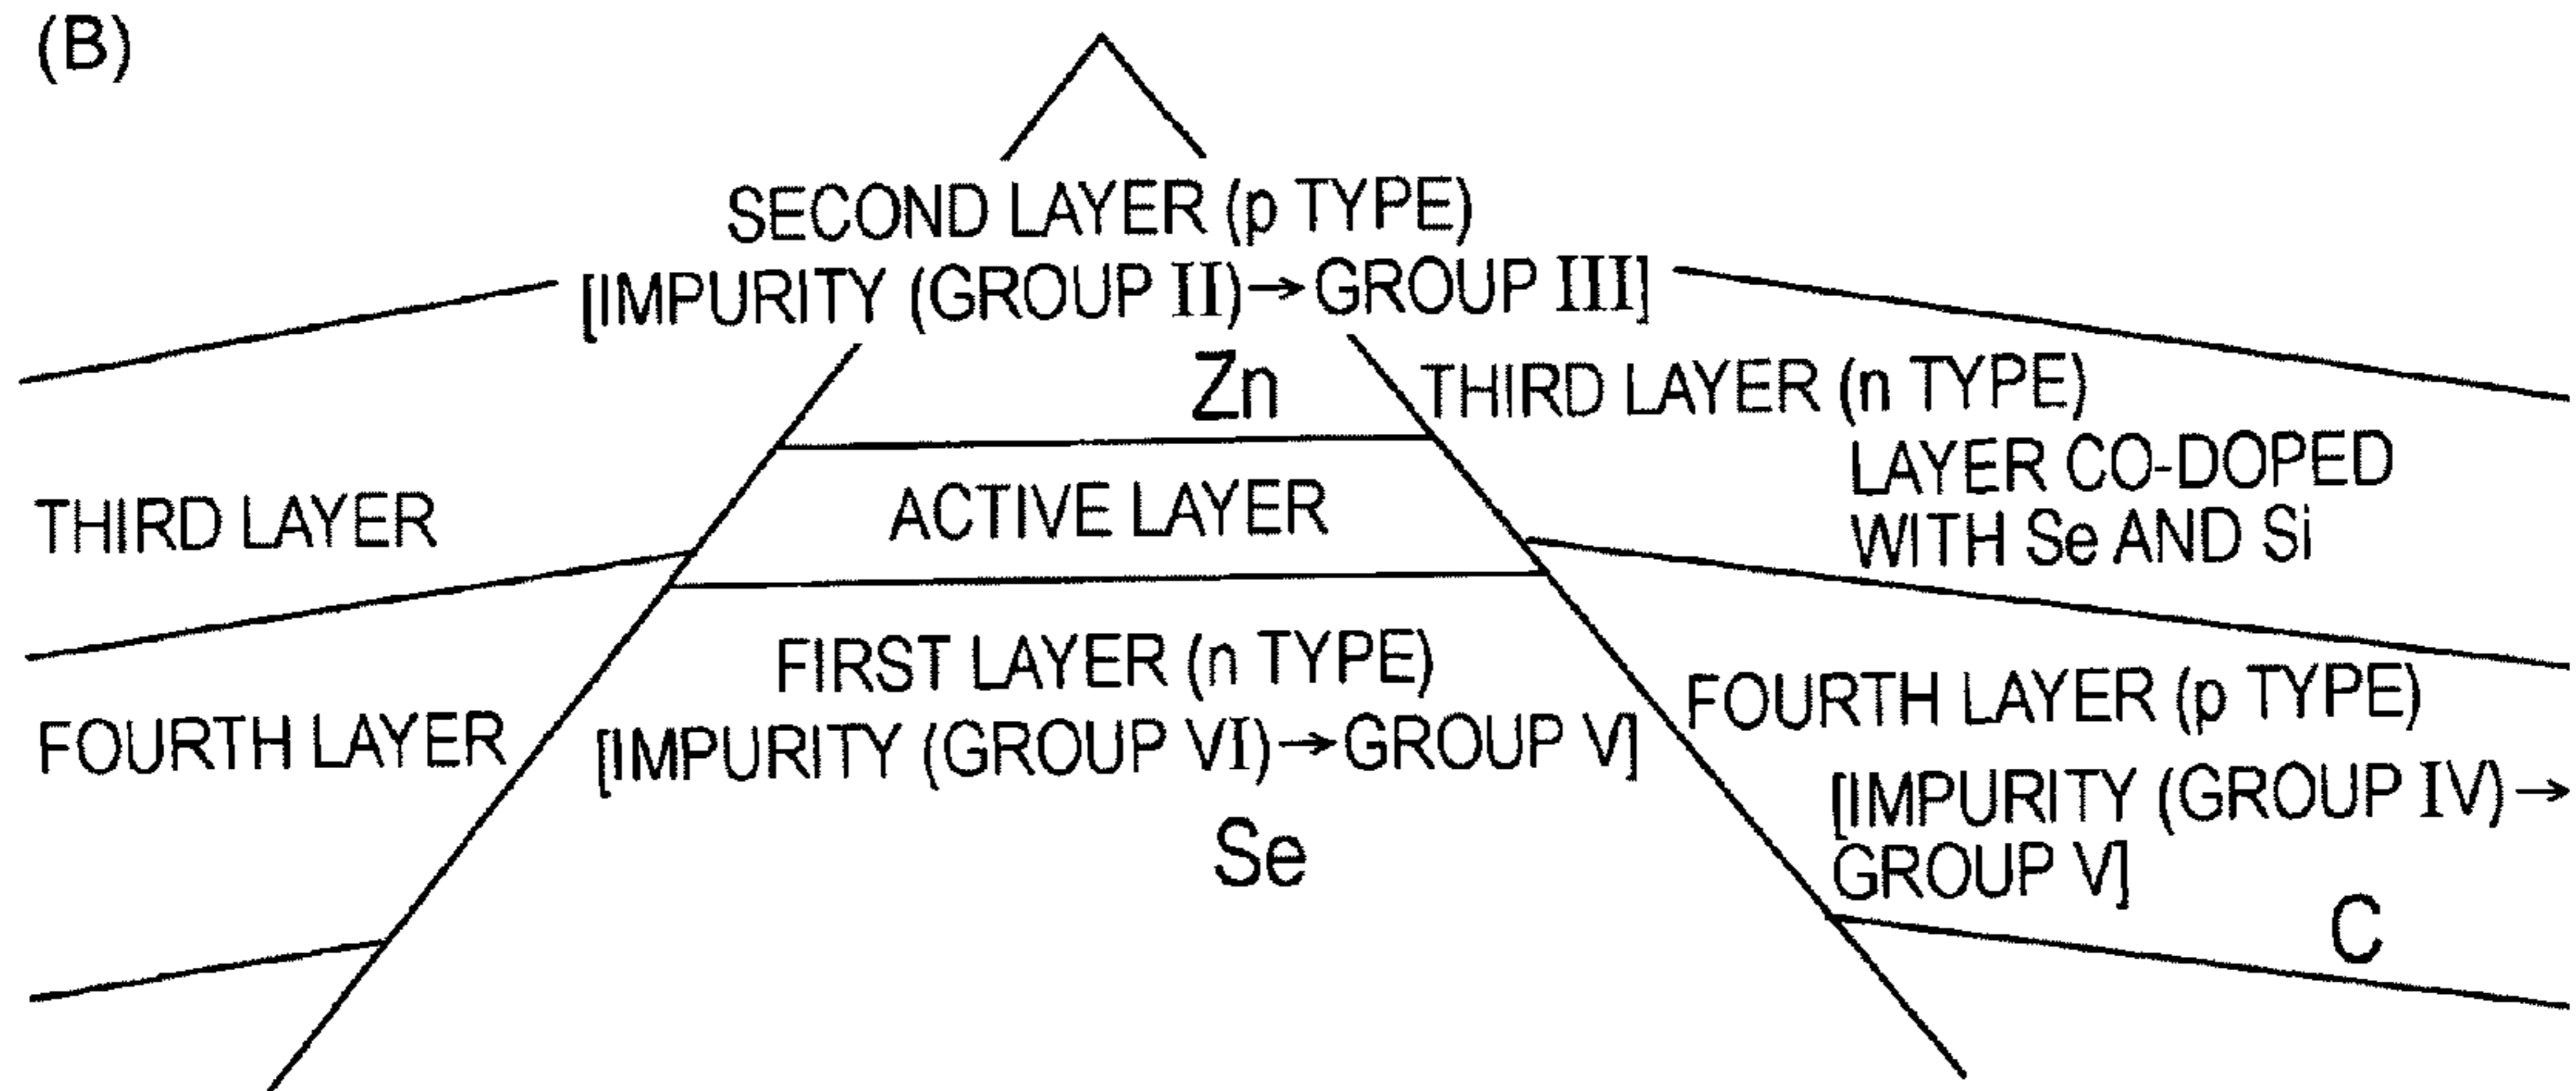 (B)
SECOND LAYER (p TYPE)
[IMPURITY (GROUP II)→GROUP III]
Zn
THIRD LAYER (n TYPE)
LAYER CO-DOPED
WITH Se AND Si
THIRD LAYER
ACTIVE LAYER
FIRST LAYER (n TYPE)
[IMPURITY (GROUP VI)→GROUP V]
Se
FOURTH LAYER
FOURTH LAYER (p TYPE)
[IMPURITY (GROUP IV)→
GROUP V]
C